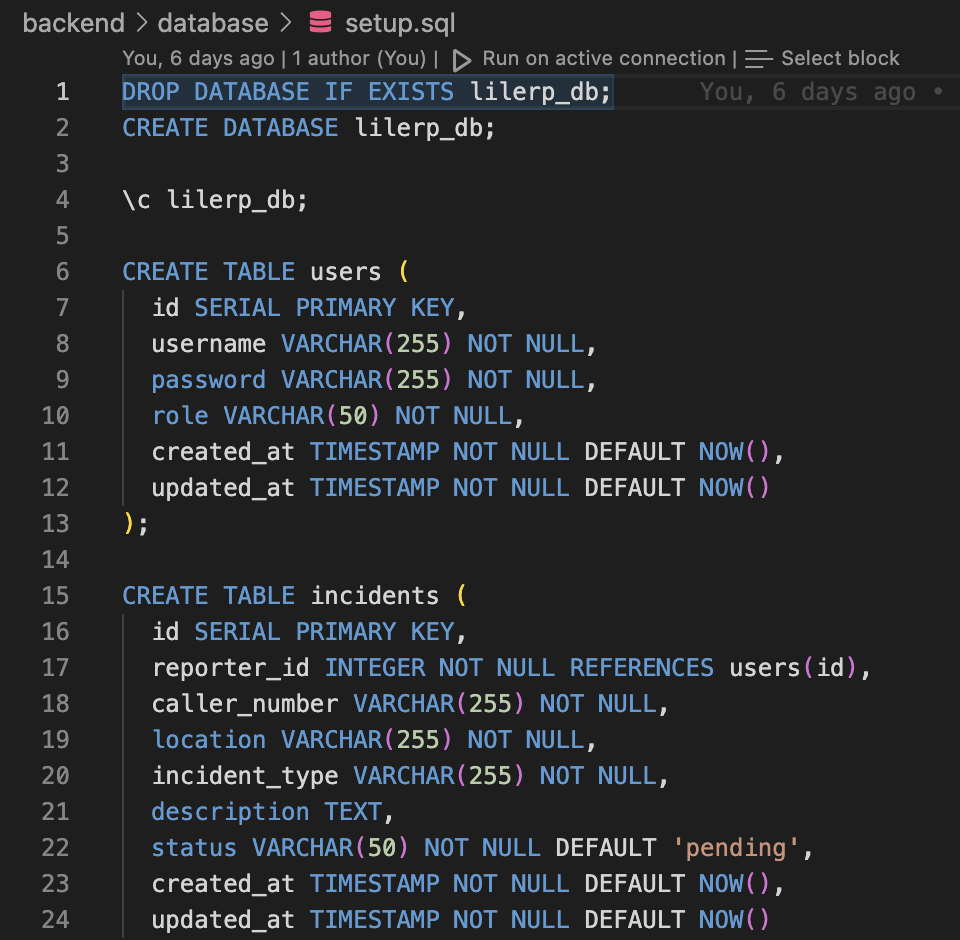 backend > database > setup.sql
You, 6 days ago | 1 author (You) | ▷ Run on active connection | Select block
1 DROP DATABASE IF EXISTS lilerp_db; You, 6 days ago •
2 CREATE DATABASE lilerp_db;
3
4 \c lilerp_db;
5
6 CREATE TABLE users (
7 id SERIAL PRIMARY KEY,
8 username VARCHAR(255) NOT NULL,
9 password VARCHAR(255) NOT NULL,
10 role VARCHAR(50) NOT NULL,
11 created_at TIMESTAMP NOT NULL DEFAULT NOW(),
12 updated_at TIMESTAMP NOT NULL DEFAULT NOW()
13 );
14
15 CREATE TABLE incidents (
16 id SERIAL PRIMARY KEY,
17 reporter_id INTEGER NOT NULL REFERENCES users(id),
18 caller_number VARCHAR(255) NOT NULL,
19 location VARCHAR(255) NOT NULL,
20 incident_type VARCHAR(255) NOT NULL,
21 description TEXT,
22 status VARCHAR(50) NOT NULL DEFAULT 'pending',
23 created_at TIMESTAMP NOT NULL DEFAULT NOW(),
24 updated_at TIMESTAMP NOT NULL DEFAULT NOW()